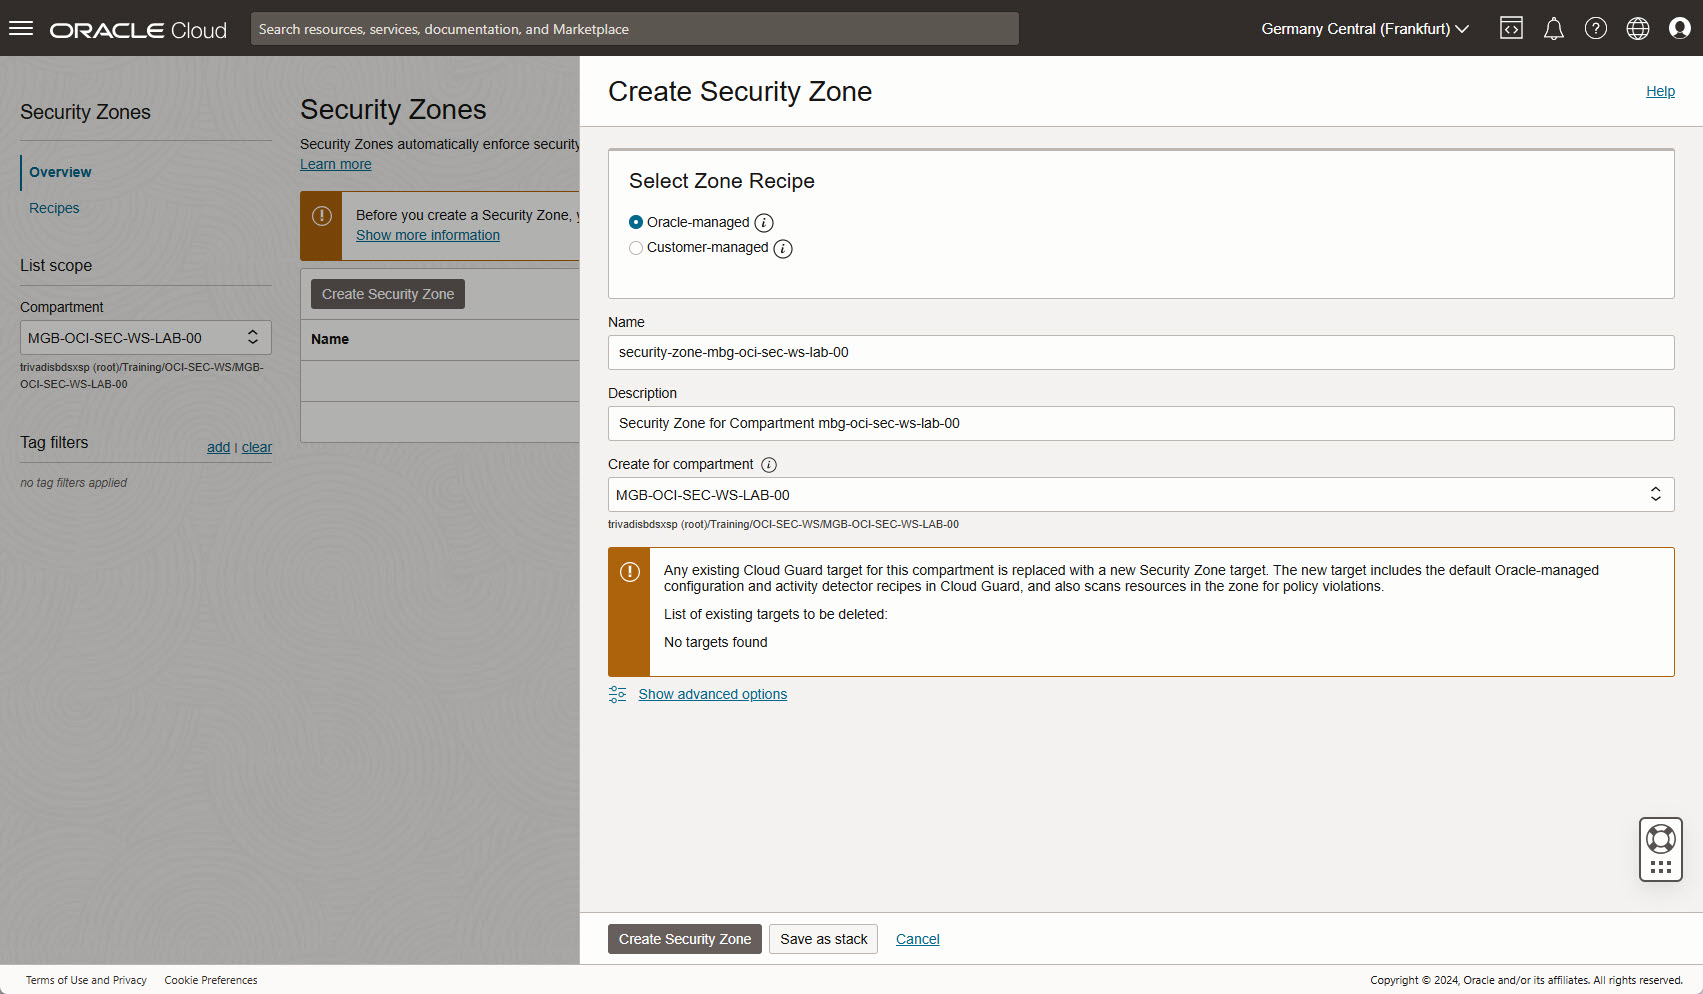 ORACLE Cloud
Search resources, services, documentation, and Marketplace
Germany Central (Frankfurt)
Security Zones
Overview
Recipes
List scope
Compartment
MGB-OCI-SEC-WS-LAB-00
trivadisbdsxsp (root)/Training/OCI-SEC-WS/MGB-
OCI-SEC-WS-LAB-00
Tag filters
add | clear
no tag filters applied
Security Zones
Security Zones automatically enforce security
Learn more
Before you create a Security Zone, y
Show more information
Create Security Zone
Name
Create Security Zone
Help
Select Zone Recipe
Oracle-managed
Customer-managed
Name
security-zone-mbg-oci-sec-ws-lab-00
Description
Security Zone for Compartment mbg-oci-sec-ws-lab-00
Create for compartment
MGB-OCI-SEC-WS-LAB-00
trivadisbdsxsp (root)/Training/OCI-SEC-WS/MGB-OCI-SEC-WS-LAB-00
Any existing Cloud Guard target for this compartment is replaced with a new Security Zone target. The new target includes the default Oracle-managed
configuration and activity detector recipes in Cloud Guard, and also scans resources in the zone for policy violations.
List of existing targets to be deleted:
No targets found
Show advanced options
Create Security Zone
Save as stack
Cancel
Terms of Use and Privacy
Cookie Preferences
Copyright © 2024, Oracle and/or its affiliates. All rights reserved.